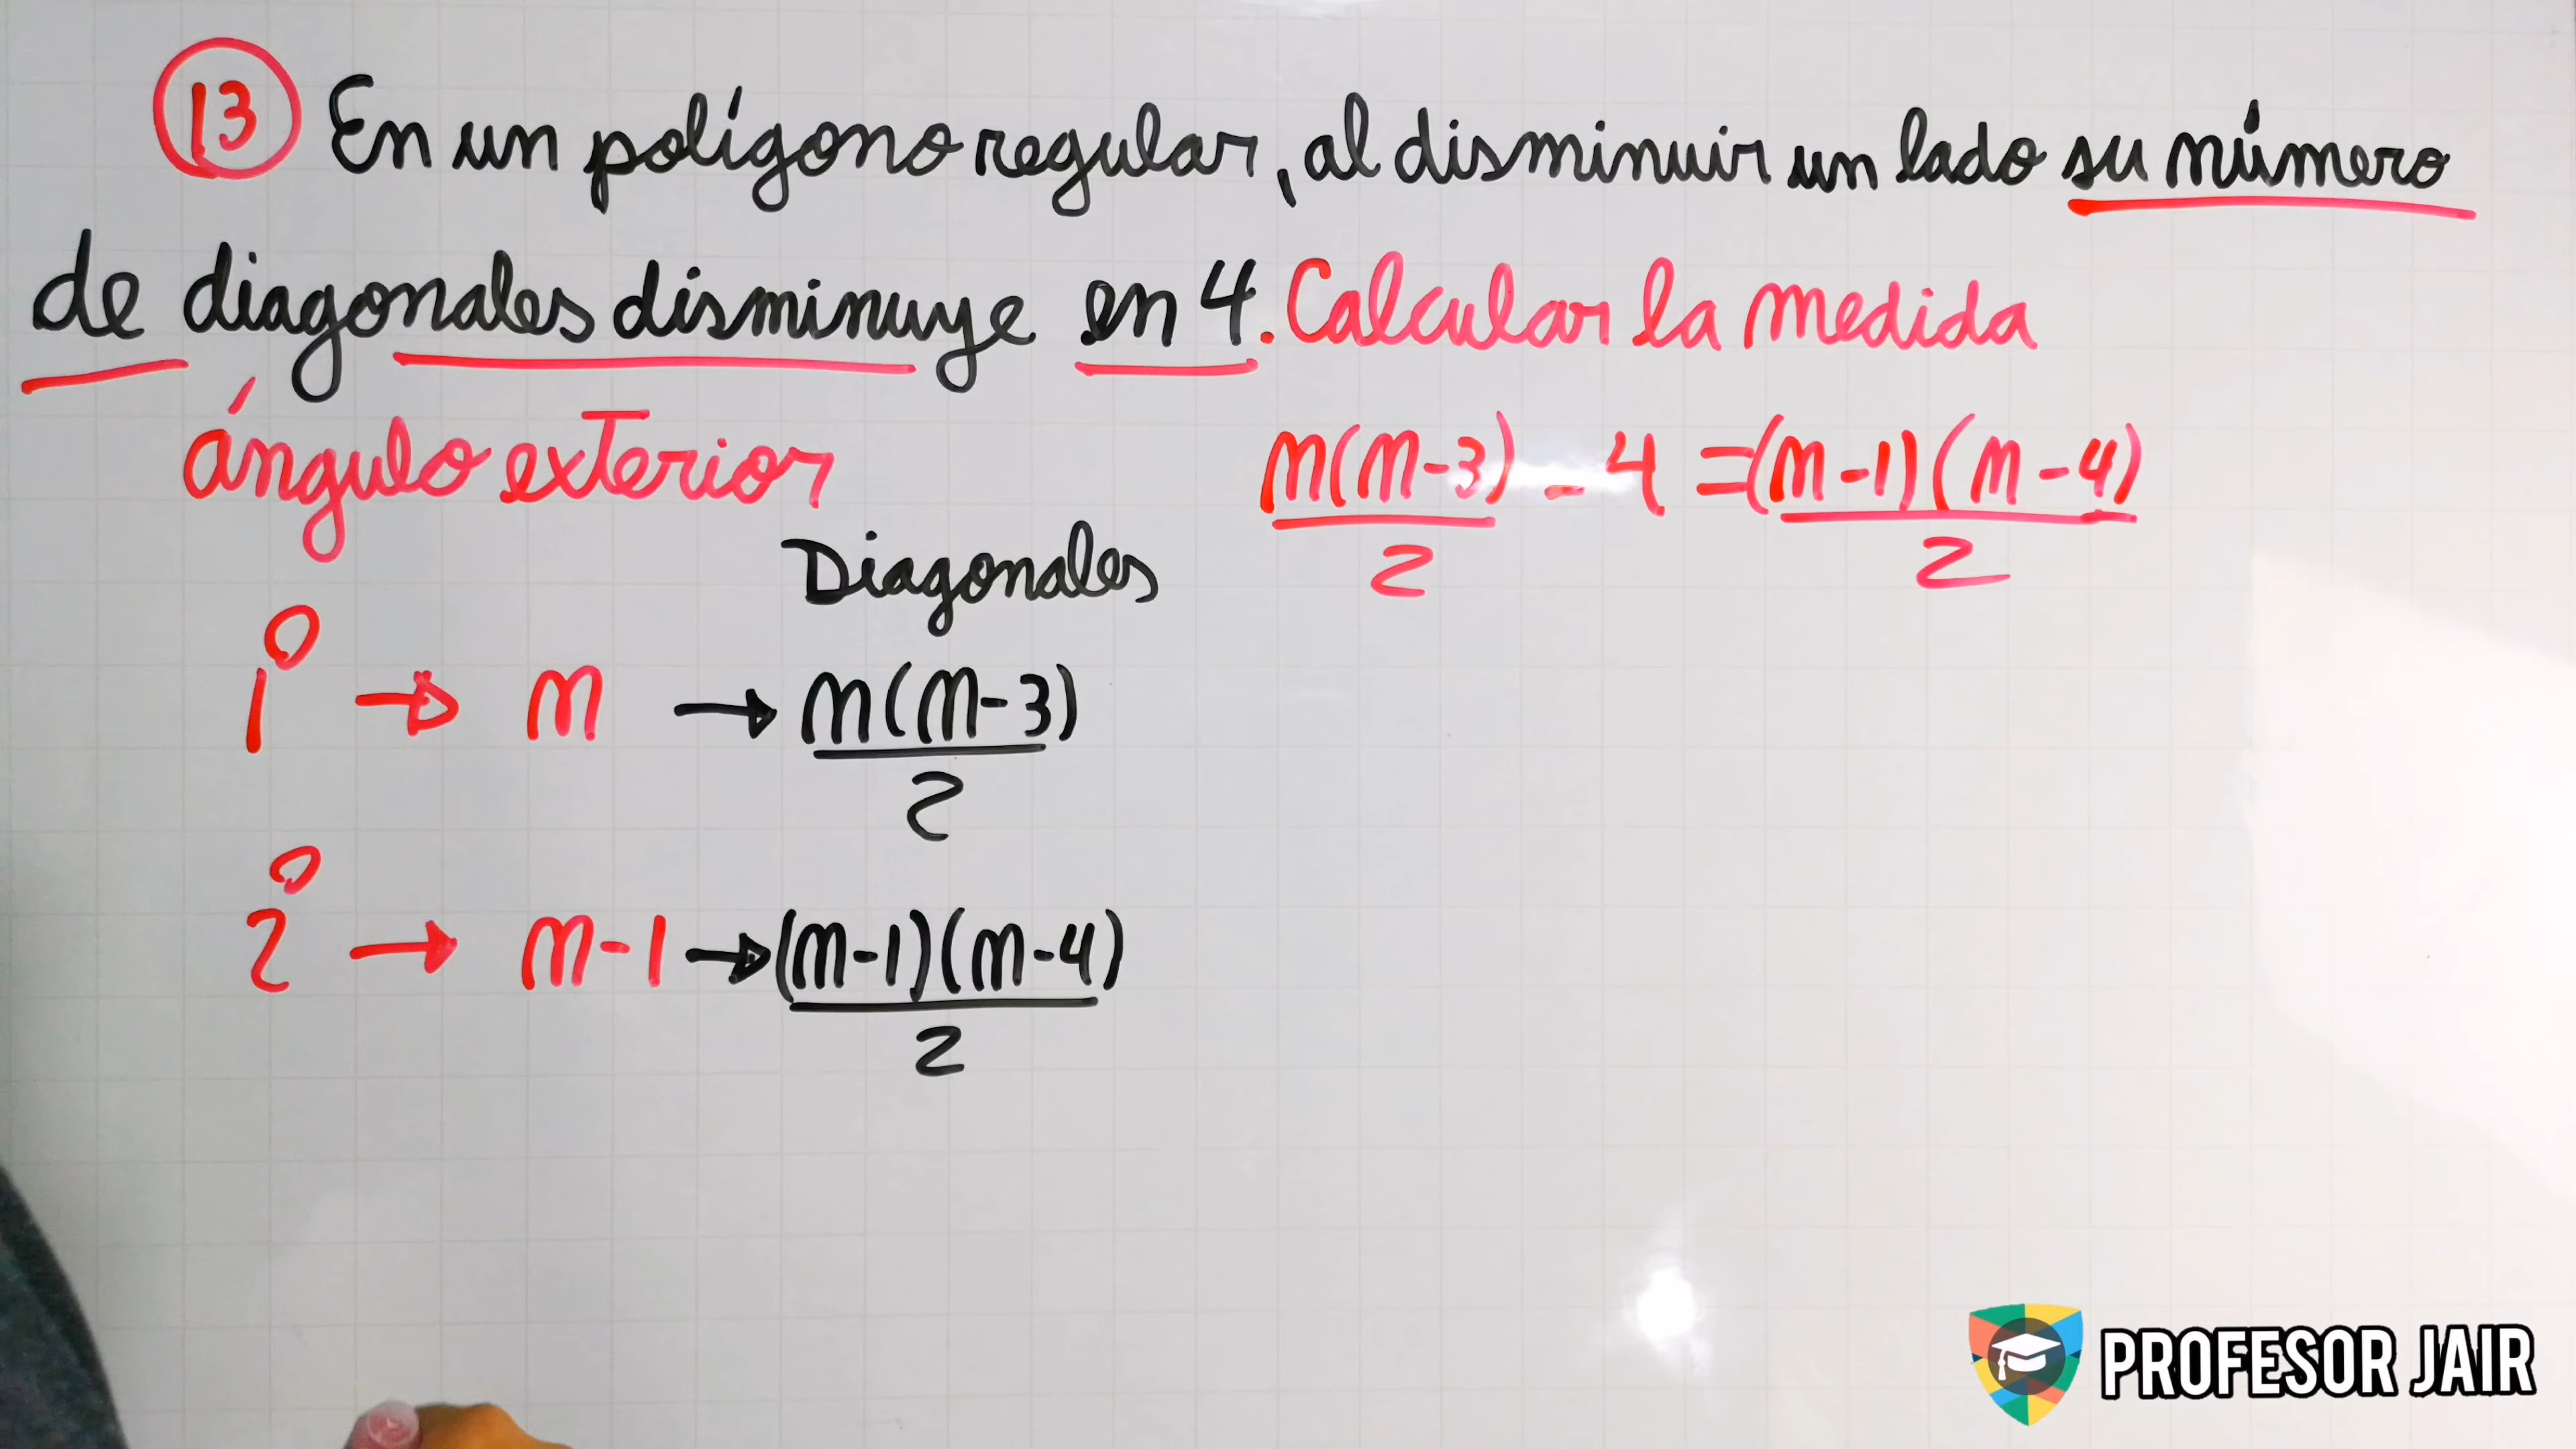 13 En un polígono regular, al disminuir un lado su número
de diagonales disminuye en 4. Calcular la medida
ángulo exterior
n(n-3)/2 - 4 = (n-1)(n-4)/2
Diagonales
1° → n → n(n-3)/2
2° → n-1 → (n-1)(n-4)/2
PROFESOR JAIR